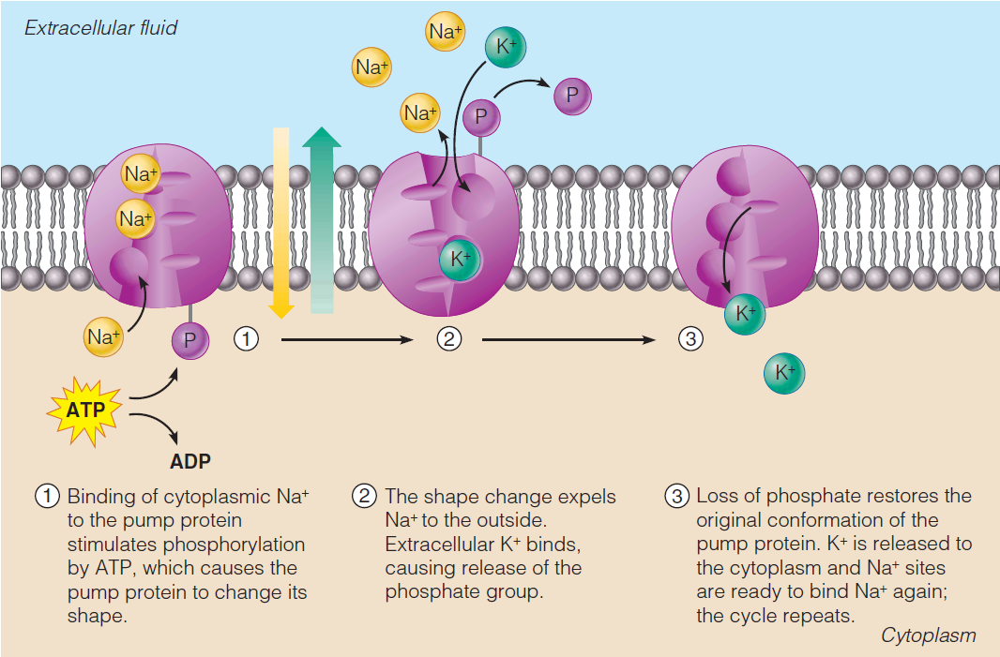 Extracellular fluid
Na⁺
K⁺
Na⁺
Na⁺
P
P
Na⁺
Na⁺
K⁺
Na⁺
P
1
2
3
K⁺
K⁺
ATP
ADP
1 Binding of cytoplasmic Na⁺
to the pump protein
stimulates phosphorylation
by ATP, which causes the
pump protein to change its
shape.
2 The shape change expels
Na⁺ to the outside.
Extracellular K⁺ binds,
causing release of the
phosphate group.
3 Loss of phosphate restores the
original conformation of the
pump protein. K⁺ is released to
the cytoplasm and Na⁺ sites
are ready to bind Na⁺ again;
the cycle repeats.
Cytoplasm